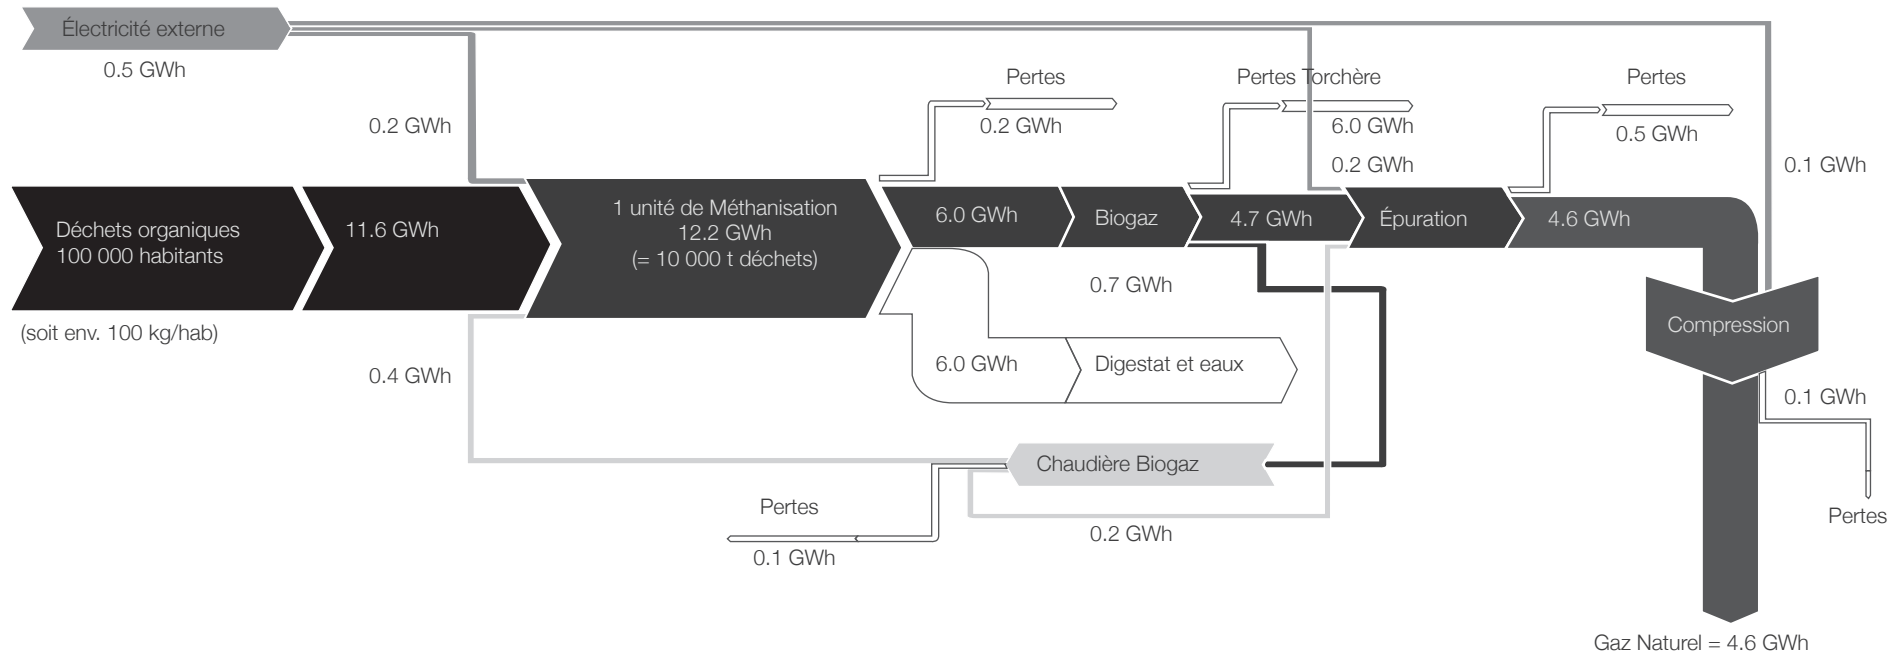 Électricité externe
0.5 GWh
0.2 GWh
Déchets organiques
100 000 habitants
(soit env. 100 kg/hab)
11.6 GWh
0.4 GWh
1 unité de Méthanisation
12.2 GWh
(= 10 000 t déchets)
Pertes
0.2 GWh
6.0 GWh
Biogaz
Pertes Torchère
6.0 GWh
0.2 GWh
4.7 GWh
Épuration
Pertes
0.5 GWh
4.6 GWh
0.1 GWh
0.7 GWh
6.0 GWh
Digestat et eaux
Chaudière Biogaz
Pertes
0.1 GWh
0.2 GWh
Compression
0.1 GWh
Pertes
Gaz Naturel = 4.6 GWh